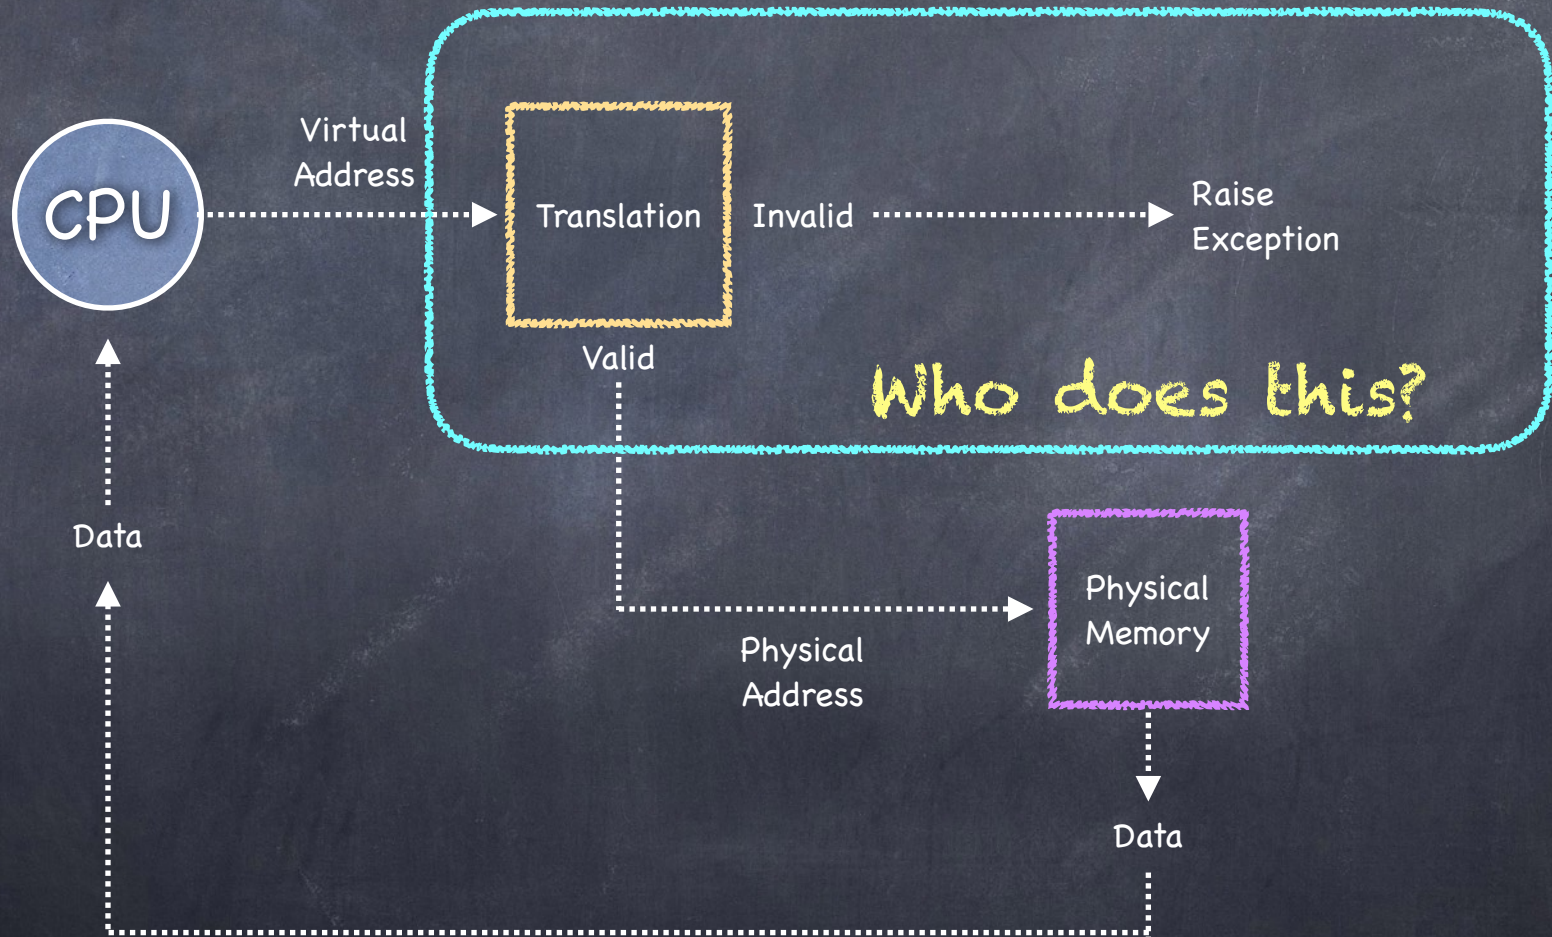 Virtual
Address
CPU
Translation
Invalid
Raise
Exception
Valid
Who does this?
Data
Physical
Memory
Physical
Address
Data